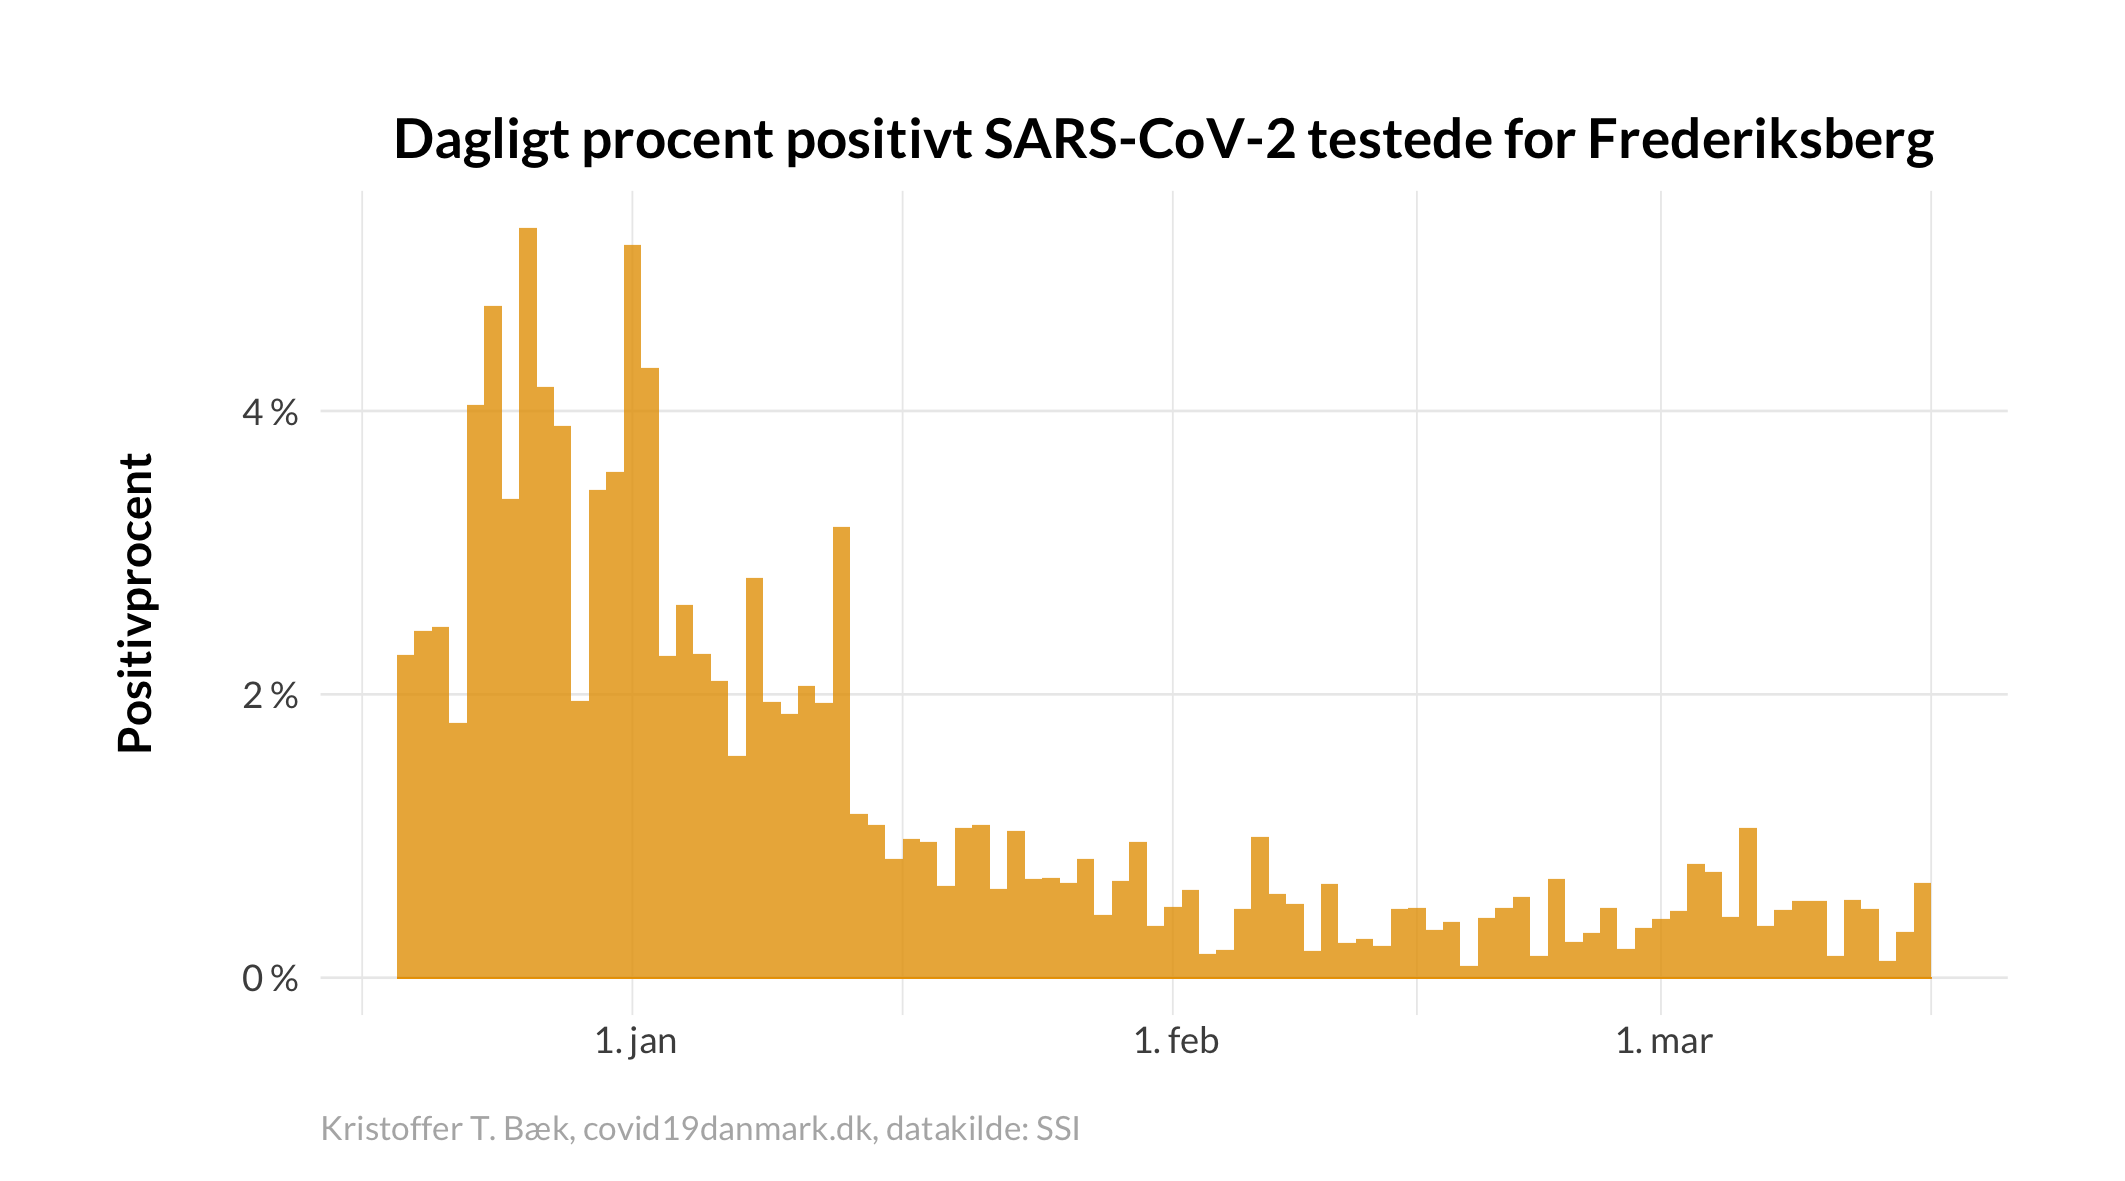 Dagligt procent positivt SARS-CoV-2 testede for Frederiksberg
Positivprocent
4 %
2 %
0 %
1. jan
1. feb
1. mar
Kristoffer T. Bæk, covid19danmark.dk, datakilde: SSI